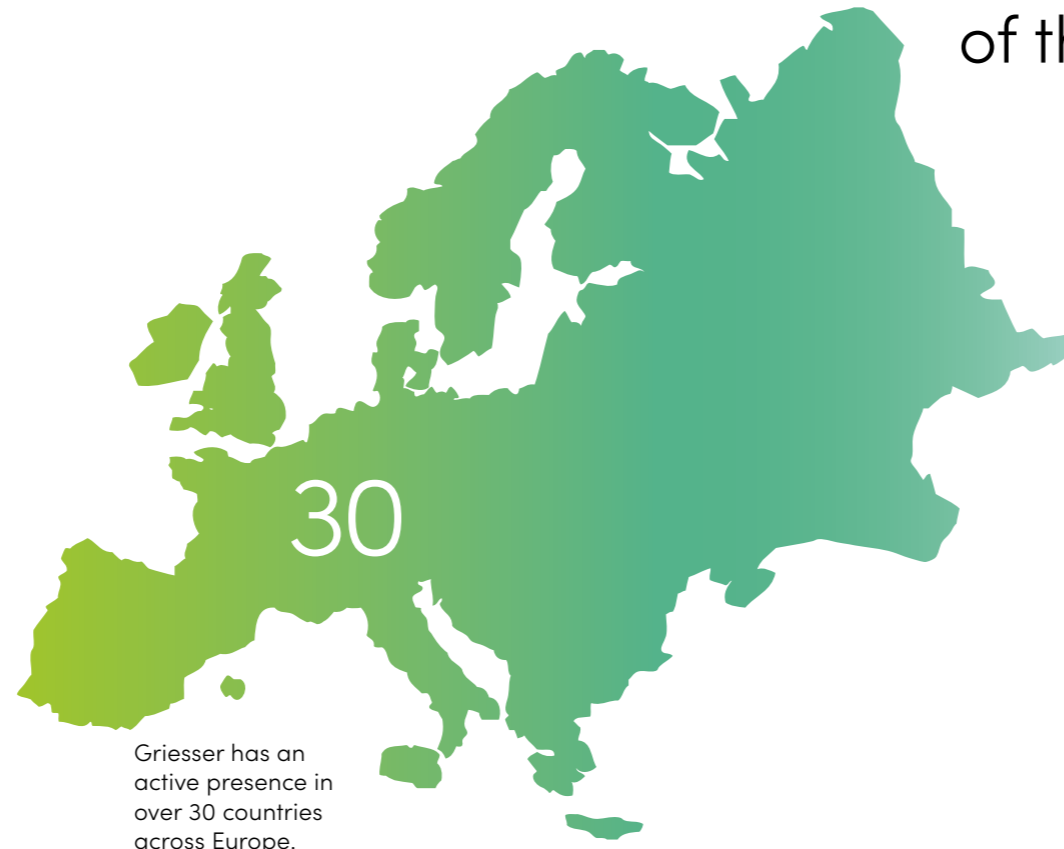 of th
30
Griesser has an
active presence in
over 30 countries
across Europe.